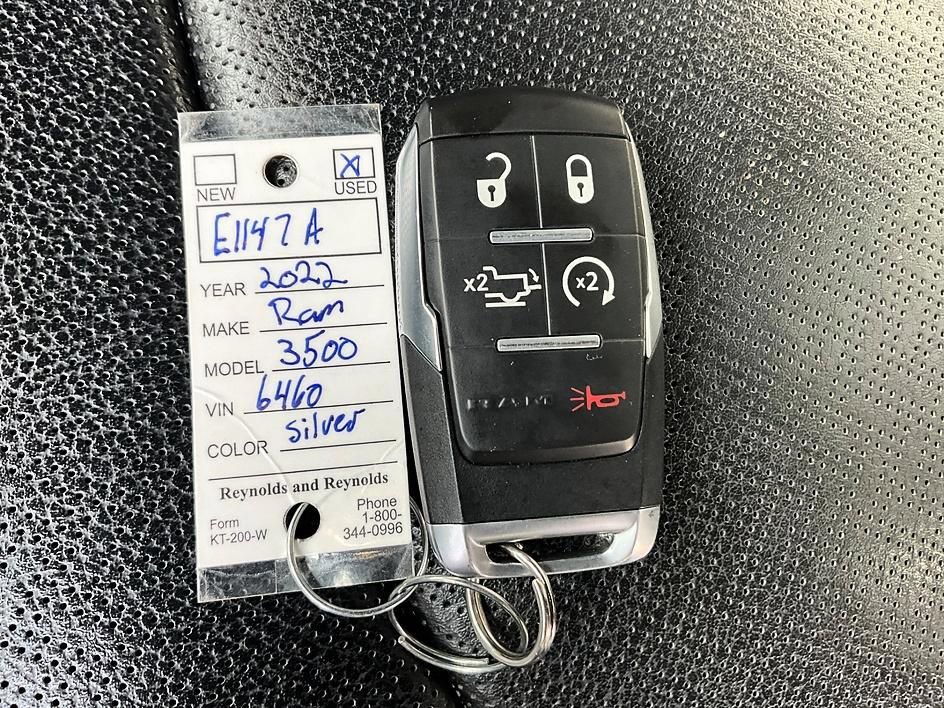 NEW USED
E1147A
YEAR 2022
MAKE Ram
MODEL 3500
VIN 6460
COLOR silver
Reynolds and Reynolds
Form
KT-200-W
Phone
1-800-
344-0996
x2
x2
RAM